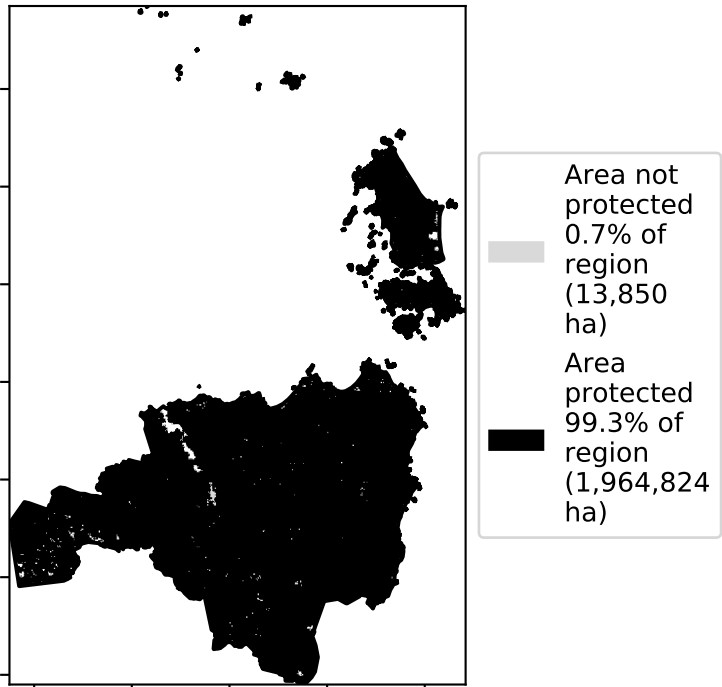 Area not
protected
0.7% of
region
(13,850
ha)
Area
protected
99.3% of
region
(1,964,824
ha)